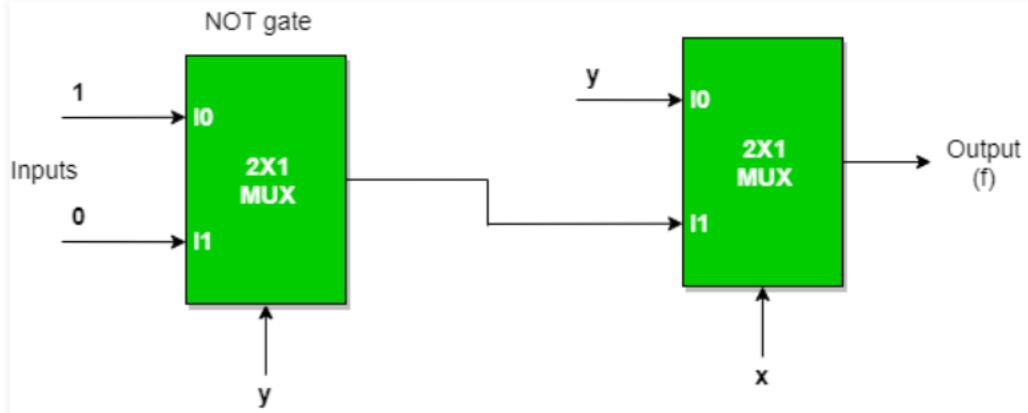 NOT gate
1
I0
Inputs
2X1
MUX
0
I1
y
y
I0
2X1
MUX
I1
x
Output
(f)